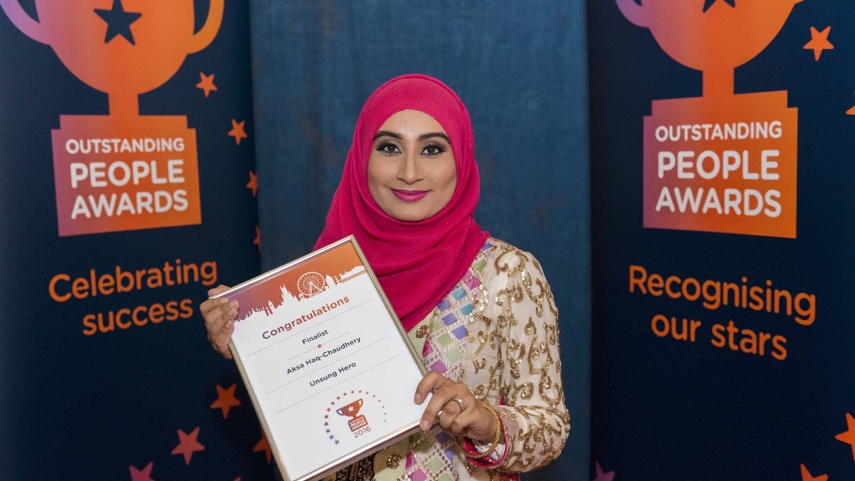 OUTSTANDING
PEOPLE
AWARDS
Celebrating
success
Congratulations
Finalist
Aksa Haq-Chaudhery
Unsung Hero
2016
OUTSTANDING
PEOPLE
AWARDS
Recognising
our stars